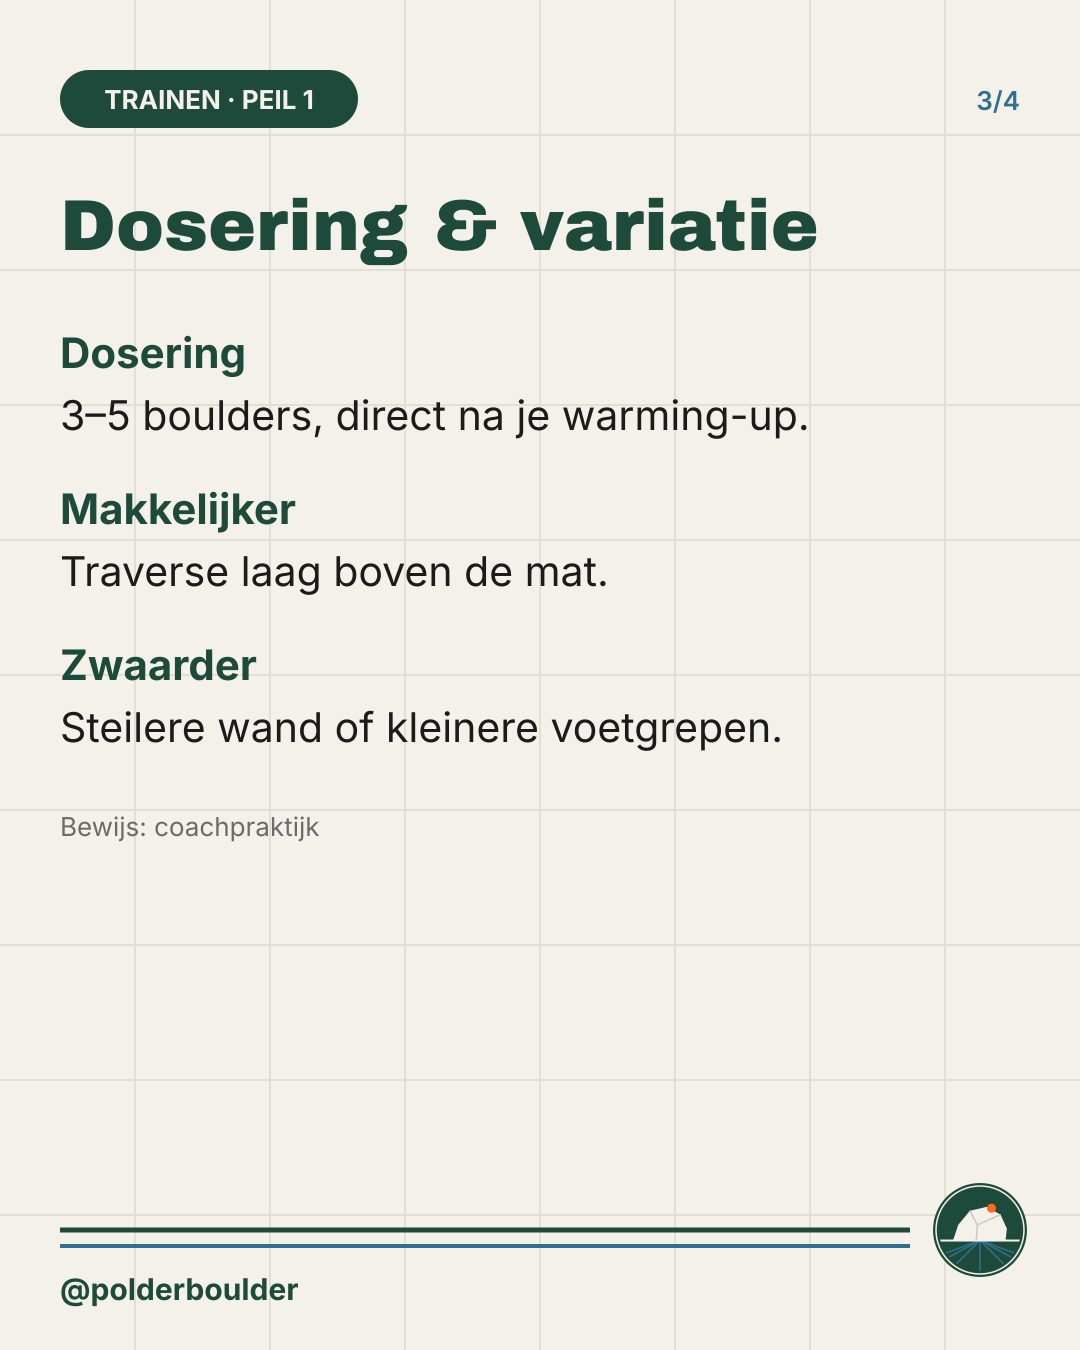 TRAINEN · PEIL 1
3/4
Dosering & variatie
Dosering
3–5 boulders, direct na je warming-up.
Makkelijker
Traverse laag boven de mat.
Zwaarder
Steilere wand of kleinere voetgrepen.
Bewijs: coachpraktijk
@polderboulder